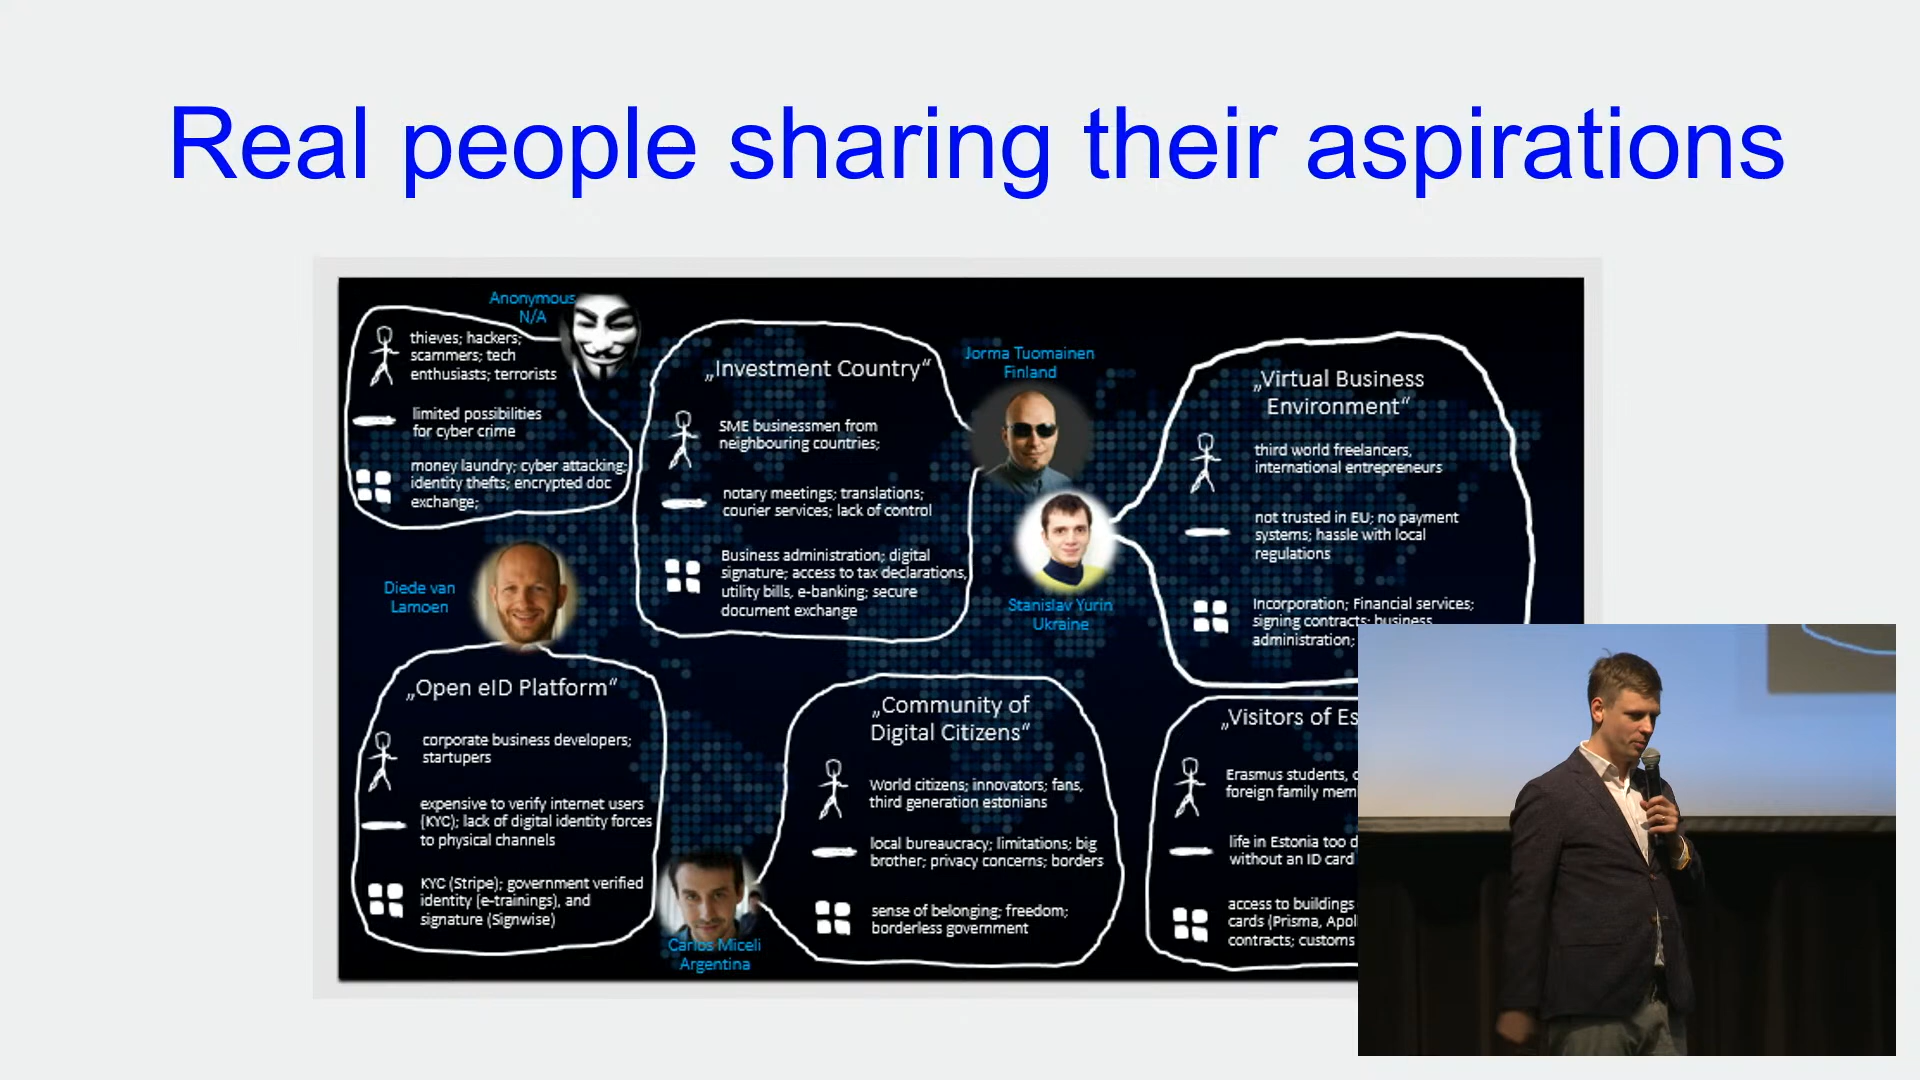 Real people sharing their aspirations
Anonymous
N/A
thieves; hackers;
scammers; tech
enthusiasts; terrorists
limited possibilities
for cyber crime
money laundry; cyber attacking;
identity thefts; encrypted doc
exchange;
„Investment Country“
SME businessmen from
neighbouring countries;
notary meetings; translations;
courier services; lack of control
Business administration; digital
signature; access to tax declarations,
utility bills, e-banking; secure
document exchange
Jorma Tuomainen
Finland
Stanislav Yurin
Ukraine
„Virtual Business
Environment“
third world freelancers,
international entrepreneurs
not trusted in EU; no payment
systems; hassle with local
regulations
Incorporation; Financial services;
signing contracts; business
administration;
Diede van
Lamoen
„Open eID Platform“
corporate business developers;
startupers
expensive to verify internet users
(KYC); lack of digital identity forces
to physical channels
KYC (Stripe); government verified
identity (e-trainings), and
signature (Signwise)
Carlos Miceli
Argentina
„Community of
Digital Citizens“
World citizens; innovators; fans,
third generation estonians
local bureaucracy; limitations; big
brother; privacy concerns; borders
sense of belonging; freedom;
borderless government
„Visitors of Es
Erasmus students,
foreign family mem
life in Estonia too d
without an ID card
access to buildings
cards (Prisma, Apol
contracts; customs